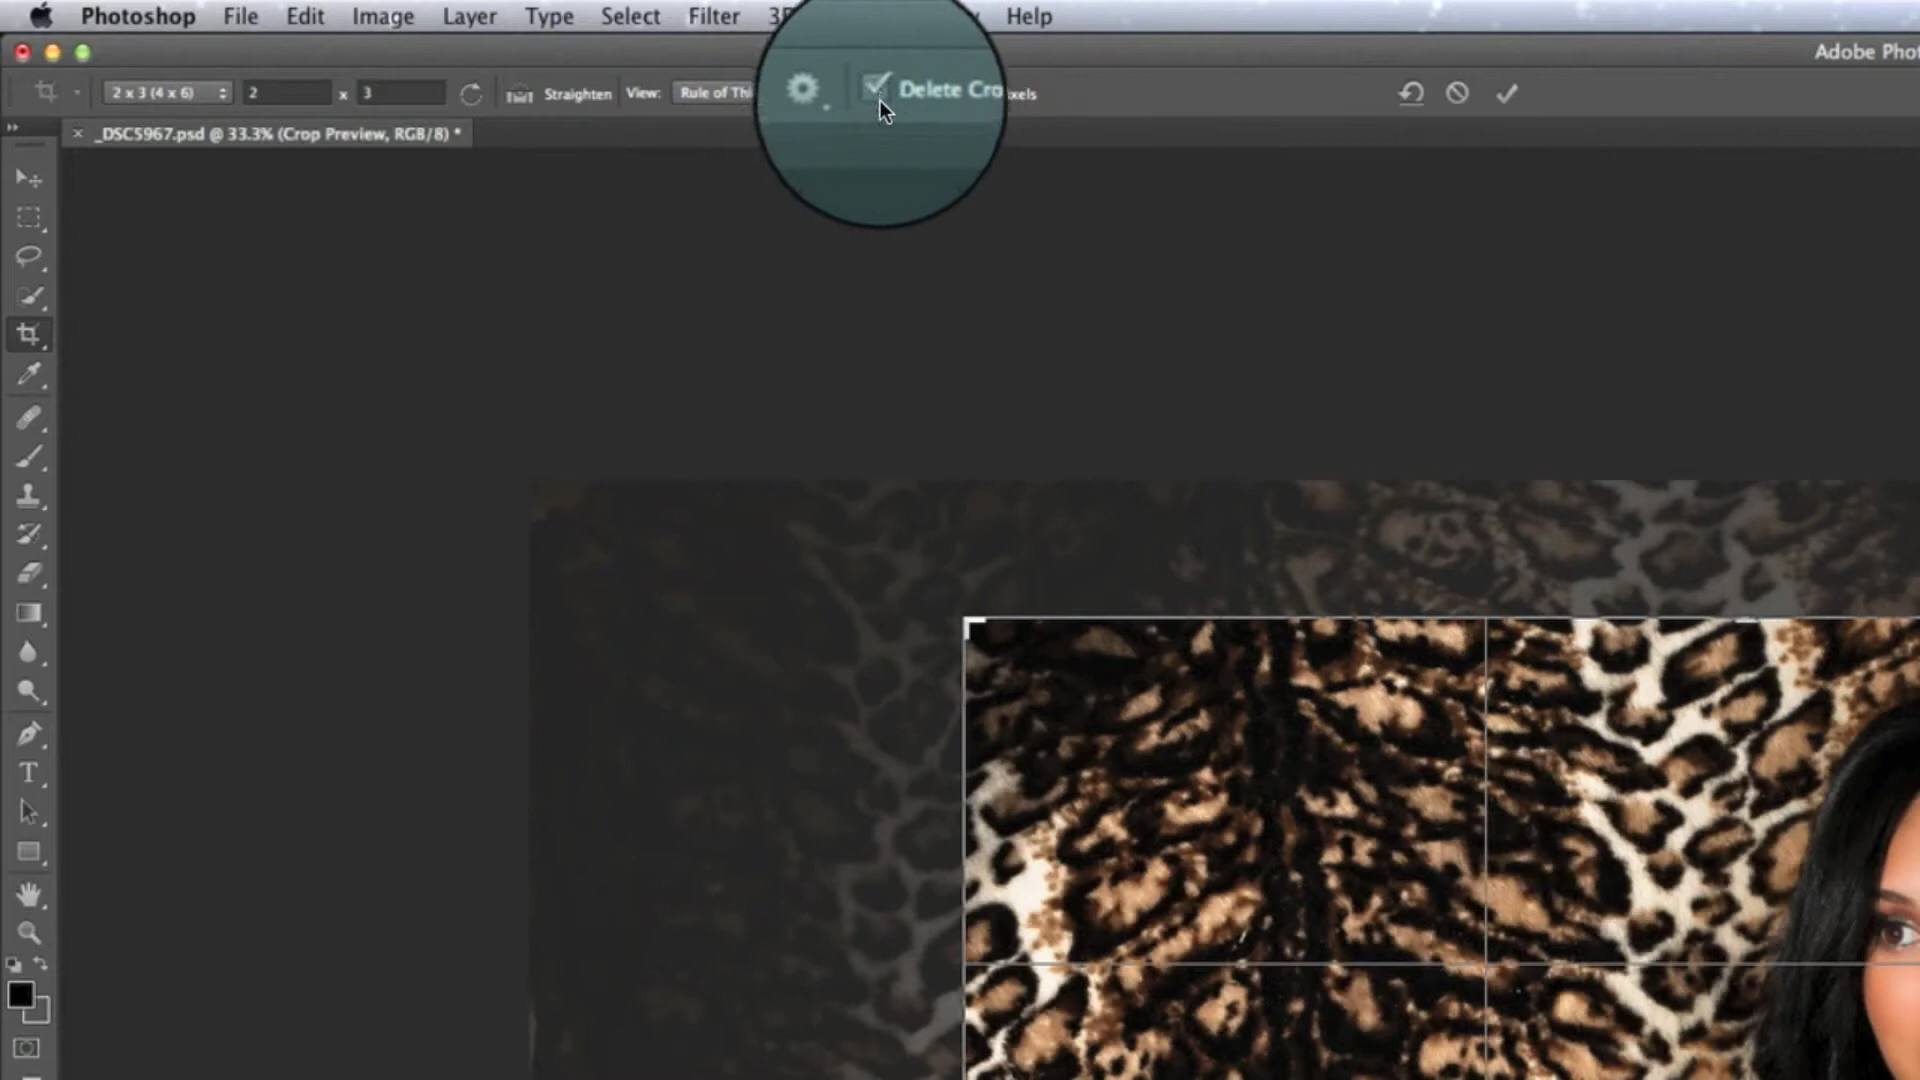 Photoshop File Edit Image Layer Type Select Filter Help
Adobe Phot
2 x 3 (4 x 6) 2 x 3 Straighten View: Rule of Thi Delete Cro xels
_DSC5967.psd @ 33.3% (Crop Preview, RGB/8) *